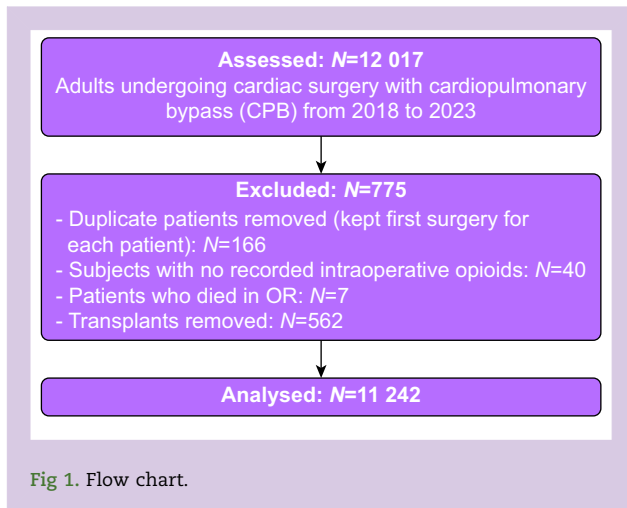 Assessed: N=12 017
Adults undergoing cardiac surgery with cardiopulmonary
bypass (CPB) from 2018 to 2023
Excluded: N=775
- Duplicate patients removed (kept first surgery for
each patient): N=166
- Subjects with no recorded intraoperative opioids: N=40
- Patients who died in OR: N=7
- Transplants removed: N=562
Analysed: N=11 242
Fig 1. Flow chart.